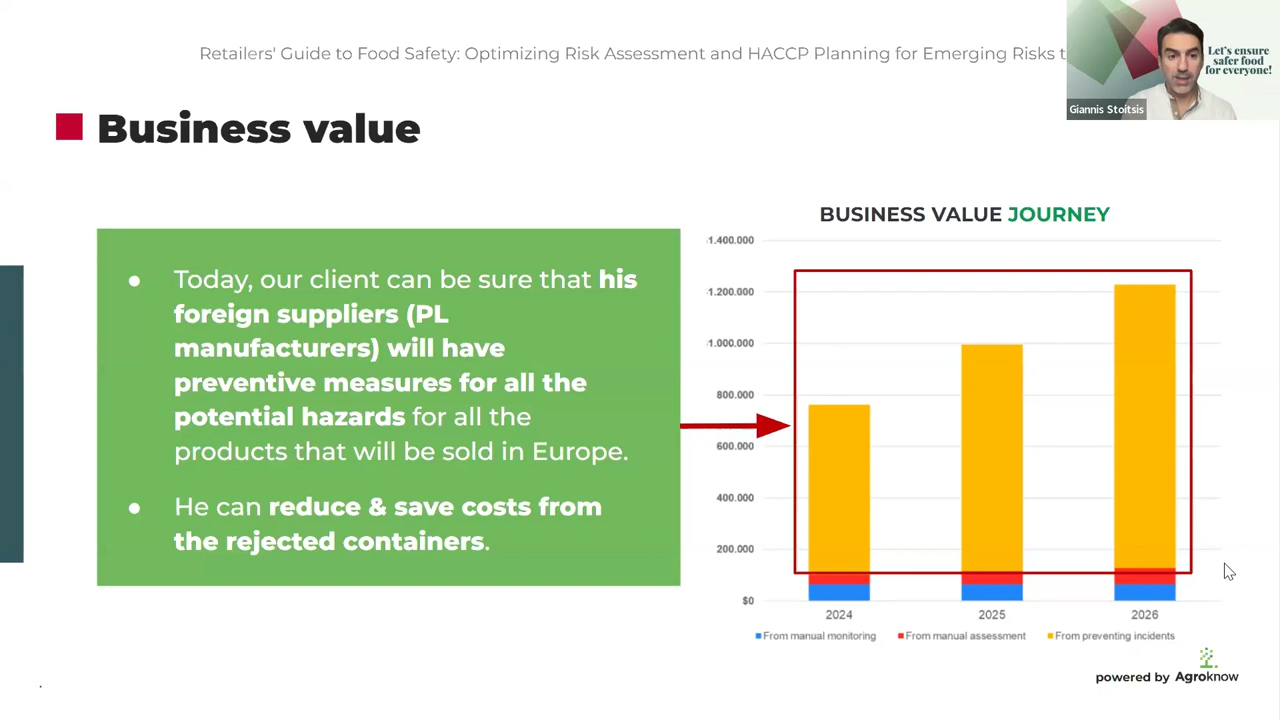 Retailers' Guide to Food Safety: Optimizing Risk Assessment and HACCP Planning for Emerging Risks t
Let's ensure
safer food
for everyone!
Giannis Stoitsis
Business value
BUSINESS VALUE JOURNEY
● Today, our client can be sure that his
foreign suppliers (PL
manufacturers) will have
preventive measures for all the
potential hazards for all the
products that will be sold in Europe.
● He can reduce & save costs from
the rejected containers.
1.400.000
1.200.000
1.000.000
800.000
600.000
400.000
200.000
$0
2024 2025 2026
From manual monitoring From manual assessment From preventing incidents
powered by Agroknow